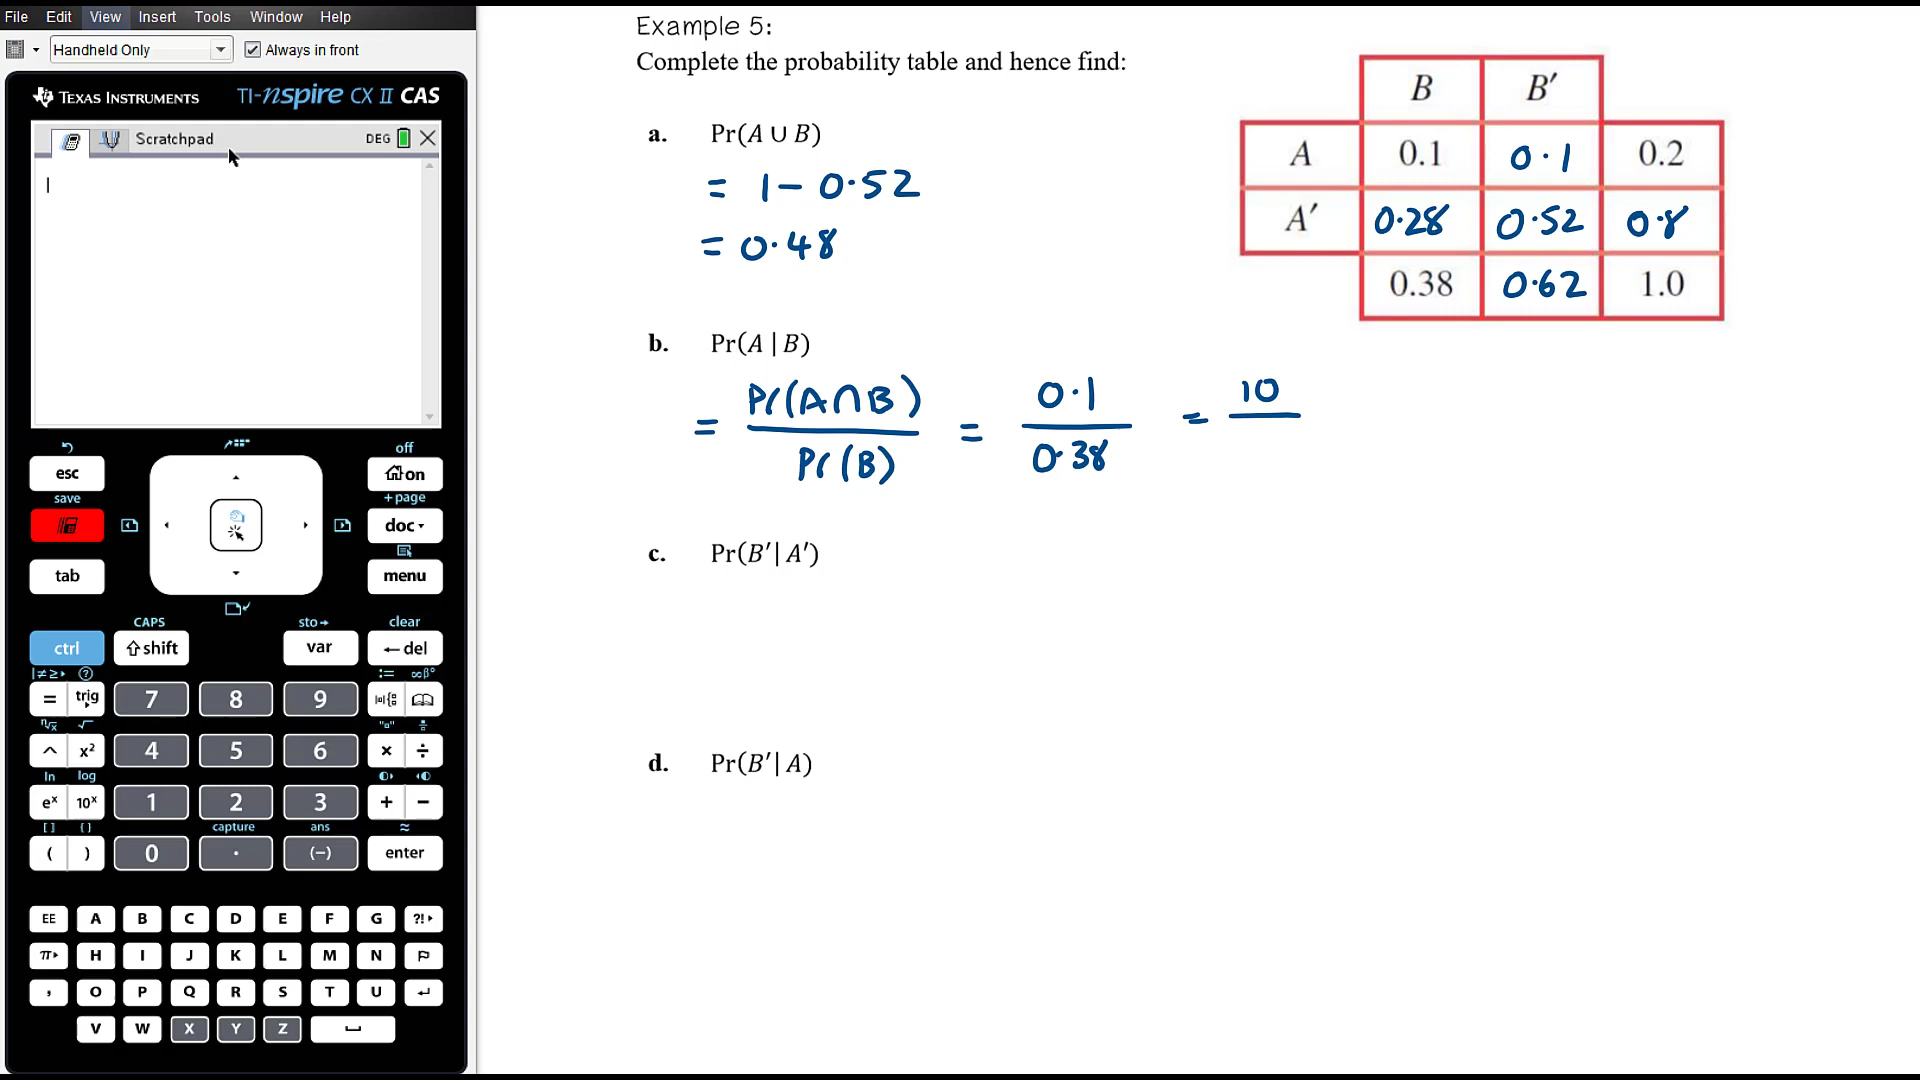 File Edit View Insert Tools Window Help
Handheld Only Always in front
TEXAS INSTRUMENTS TI-nspire CX II CAS
Scratchpad DEG
off
esc on
save + page
doc
tab menu
CAPS sto→ clear
ctrl ⇧shift var ←del
|≠≥▸ ? := ∞β°
= trig 7 8 9 |□|{
ⁿ√x √ "□" ÷
^ x² 4 5 6 × ÷
ln log
eˣ 10ˣ 1 2 3 + −
[ ] { } capture ans ≈
( ) 0 . (−) enter
EE A B C D E F G ?!▸
π▸ H I J K L M N
, O P Q R S T U ↵
V W X Y Z
Example 5:
Complete the probability table and hence find:
a. Pr(A ∪ B)
= 1 − 0.52
= 0.48
b. Pr(A | B)
= Pr(A∩B) / Pr(B) = 0.1 / 0.38 = 10
c. Pr(B′| A′)
d. Pr(B′| A)
B B′
A 0.1 0.1 0.2
A′ 0.28 0.52 0.8
0.38 0.62 1.0